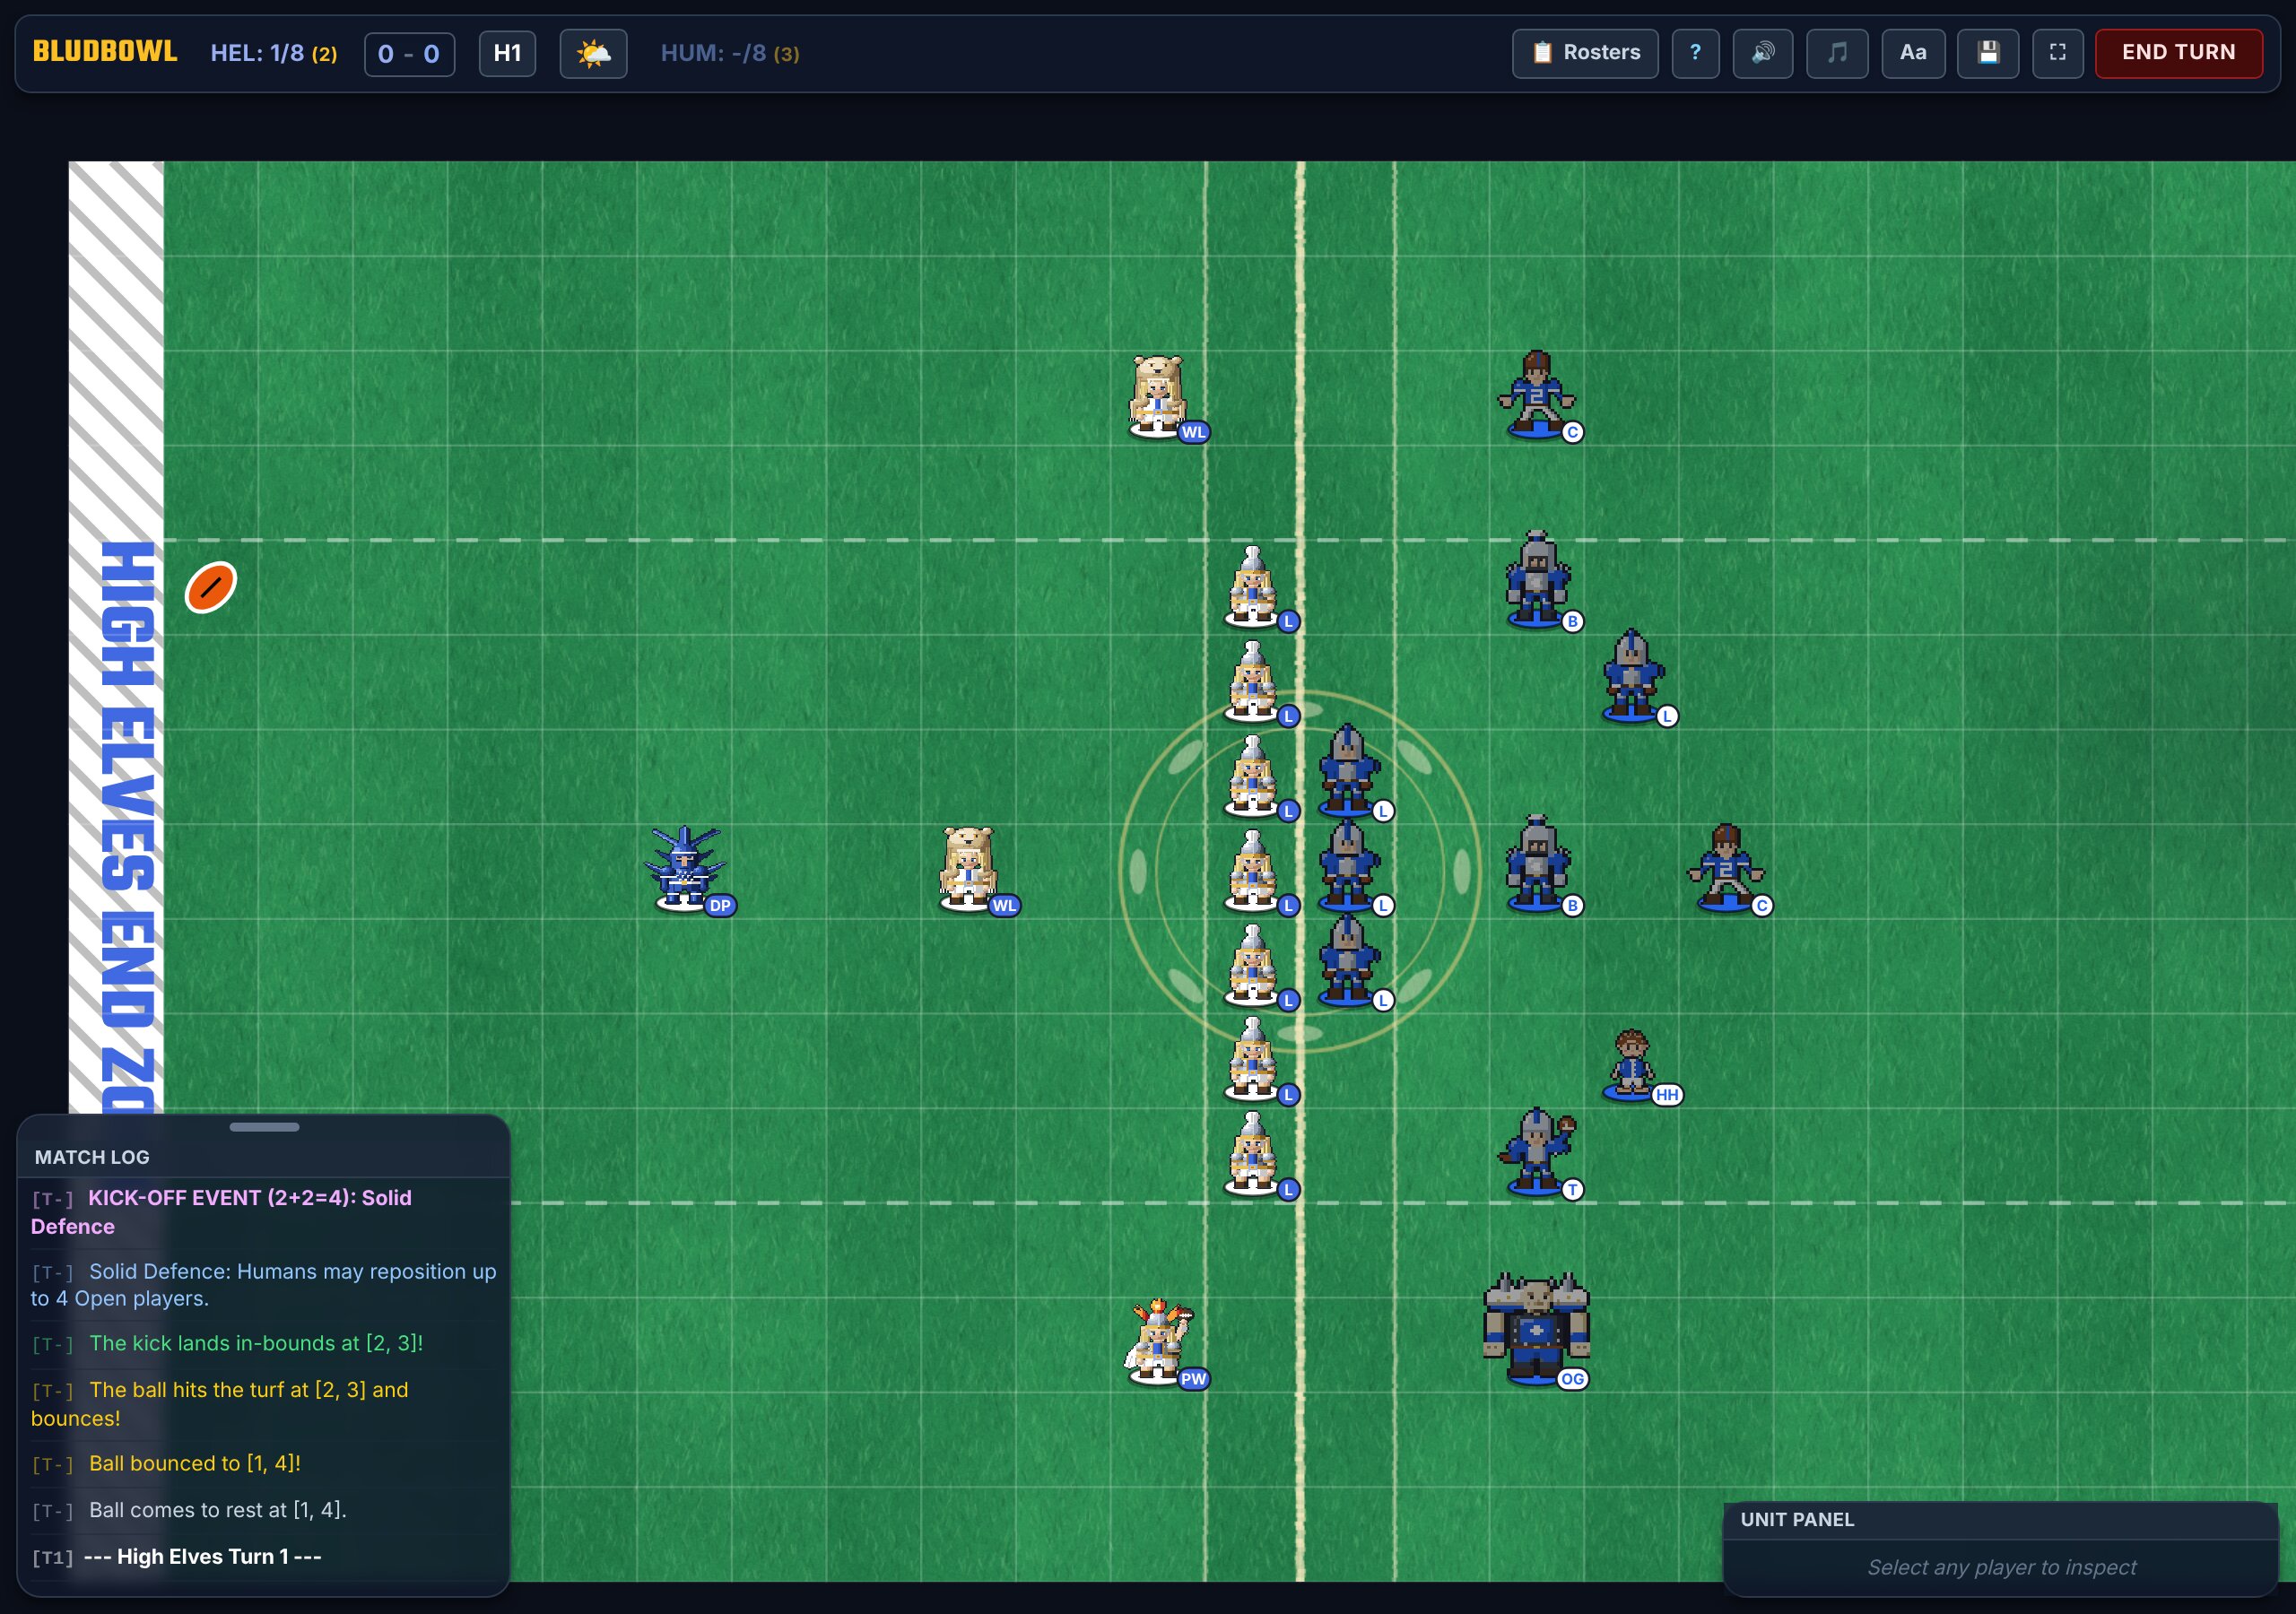 BLUDBOWL HEL: 1/8 (2) 0 - 0 H1 HUM: -/8 (3) Rosters ? Aa END TURN
WL C
L B
L L
L L
DP WL L L B C
L L
L HH
L T
PW OG
HIGH ELVES END ZO
MATCH LOG
[T-] KICK-OFF EVENT (2+2=4): Solid
Defence
[T-] Solid Defence: Humans may reposition up
to 4 Open players.
[T-] The kick lands in-bounds at [2, 3]!
[T-] The ball hits the turf at [2, 3] and
bounces!
[T-] Ball bounced to [1, 4]!
[T-] Ball comes to rest at [1, 4].
[T1] --- High Elves Turn 1 ---
UNIT PANEL
Select any player to inspect